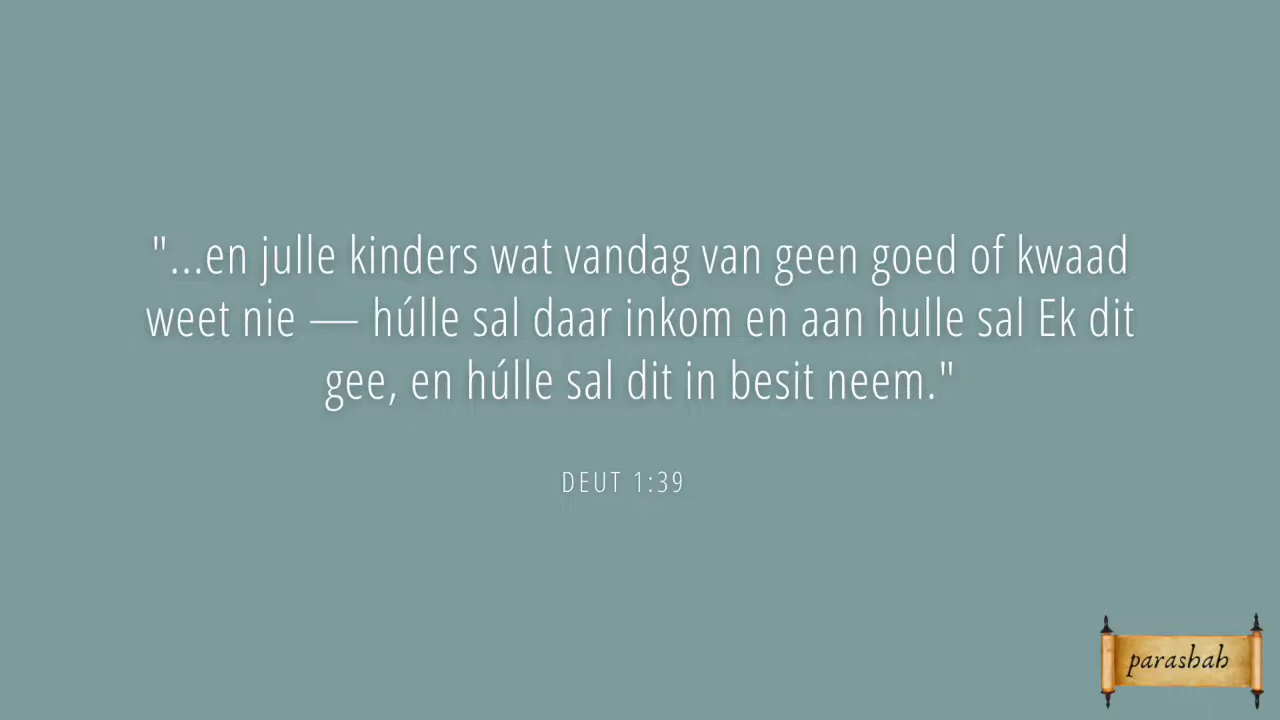 "...en julle kinders wat vandag van geen goed of kwaad
weet nie — húlle sal daar inkom en aan hulle sal Ek dit
gee, en húlle sal dit in besit neem."
DEUT 1:39
parashah